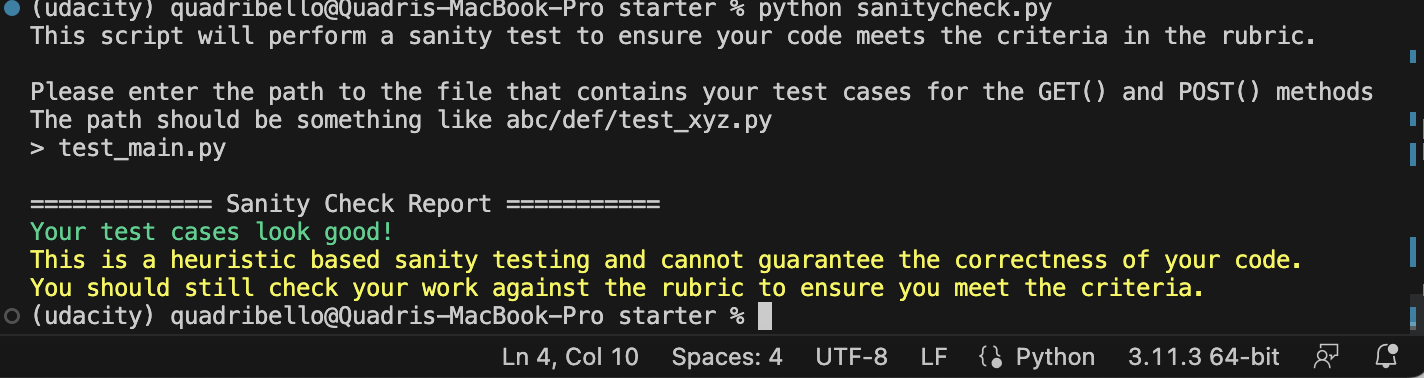 (udacity) quadribello@Quadris-MacBook-Pro starter % python sanitycheck.py
This script will perform a sanity test to ensure your code meets the criteria in the rubric.
Please enter the path to the file that contains your test cases for the GET() and POST() methods
The path should be something like abc/def/test_xyz.py
> test_main.py
============= Sanity Check Report ===========
Your test cases look good!
This is a heuristic based sanity testing and cannot guarantee the correctness of your code.
You should still check your work against the rubric to ensure you meet the criteria.
(udacity) quadribello@Quadris-MacBook-Pro starter %
Ln 4, Col 10 Spaces: 4 UTF-8 LF Python 3.11.3 64-bit